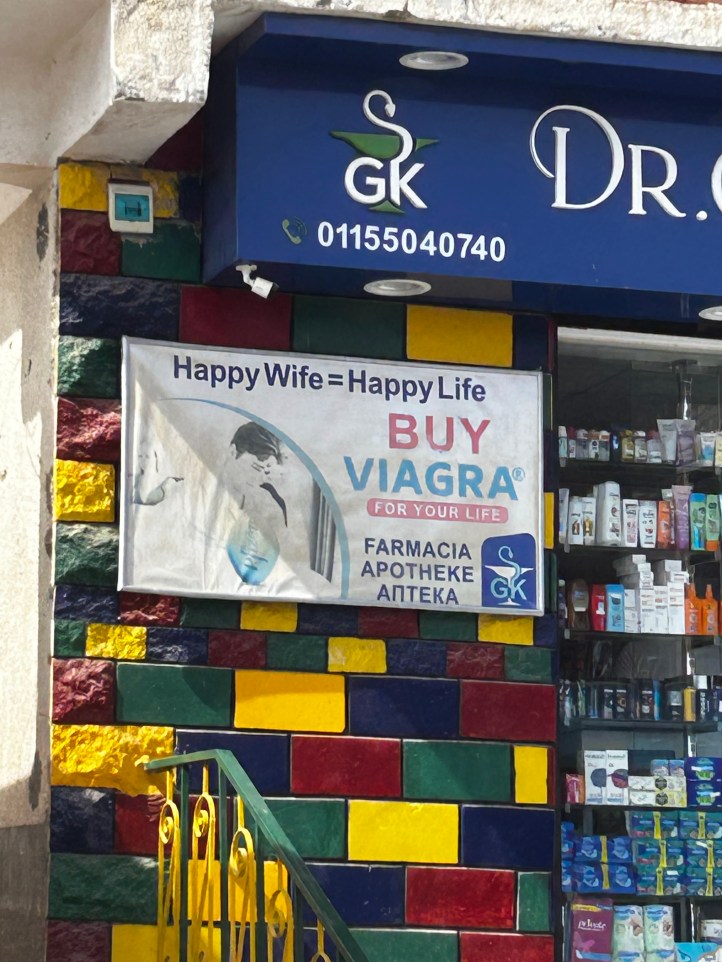 GK
DR.
01155040740
Happy Wife = Happy Life
BUY
VIAGRA®
FOR YOUR LIFE
FARMACIA
APOTHEKE
АПТЕКА
GK